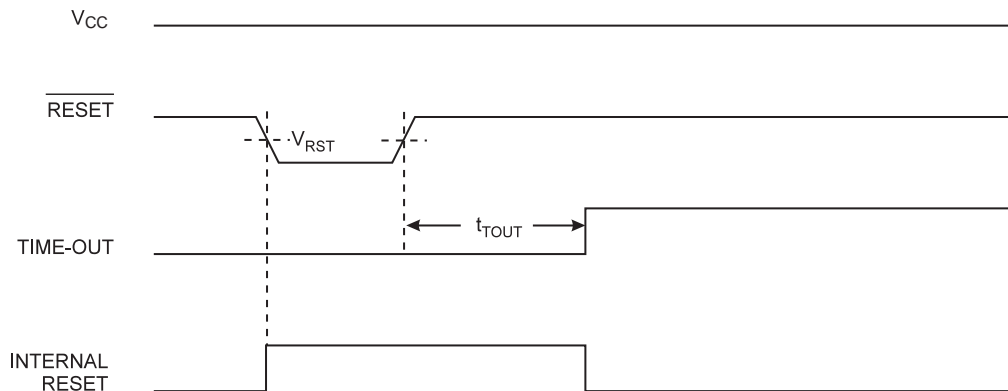 VCC
RESET
VRST
tTOUT
TIME-OUT
INTERNAL
RESET